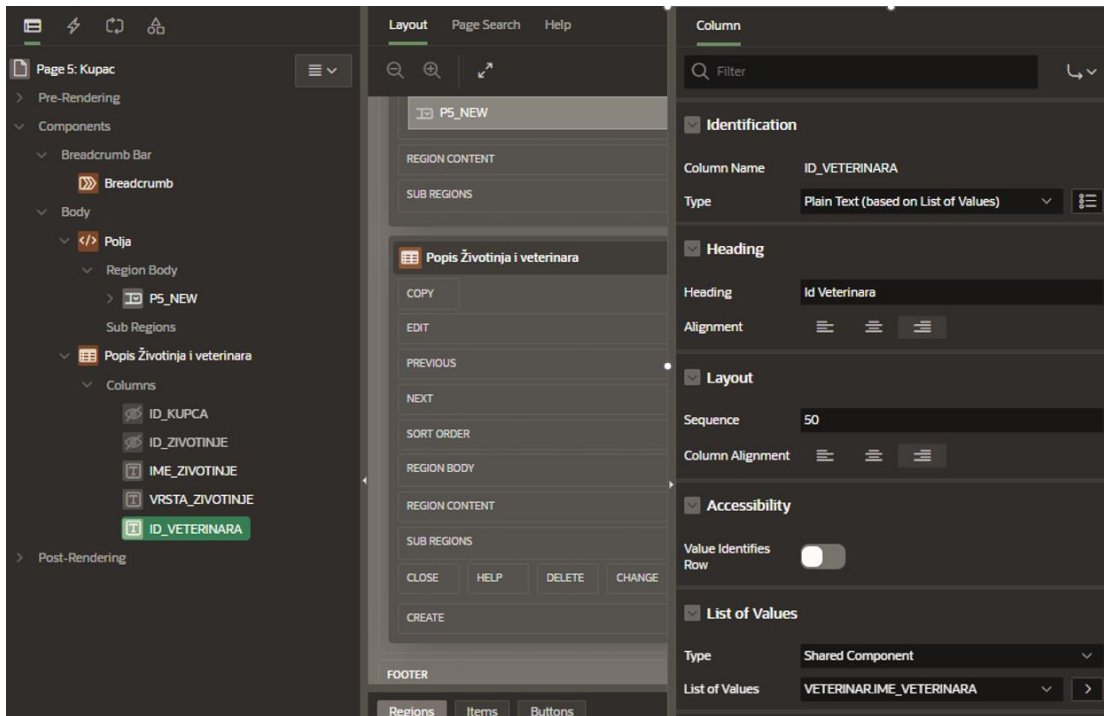 Page 5: Kupac
Pre-Rendering
Components
Breadcrumb Bar
Breadcrumb
Body
Polja
Region Body
P5_NEW
Sub Regions
Popis Životinja i veterinara
Columns
ID_KUPCA
ID_ZIVOTINJE
IME_ZIVOTINJE
VRSTA_ZIVOTINJE
ID_VETERINARA
Post-Rendering
Layout Page Search Help
P5_NEW
REGION CONTENT
SUB REGIONS
Popis Životinja i veterinara
COPY
EDIT
PREVIOUS
NEXT
SORT ORDER
REGION BODY
REGION CONTENT
SUB REGIONS
CLOSE HELP DELETE CHANGE
CREATE
FOOTER
Regions Items Buttons
Column
Filter
Identification
Column Name ID_VETERINARA
Type Plain Text (based on List of Values)
Heading
Heading Id Veterinara
Alignment
Layout
Sequence 50
Column Alignment
Accessibility
Value Identifies
Row
List of Values
Type Shared Component
List of Values VETERINAR.IME_VETERINARA